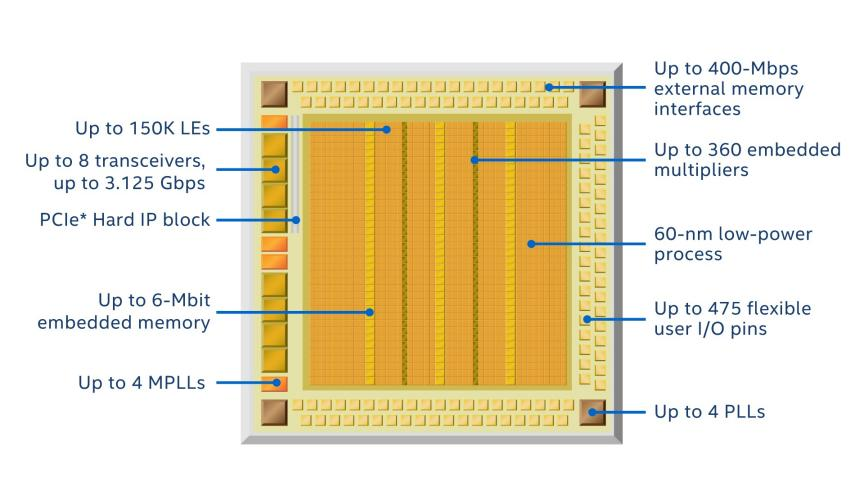 Up to 150K LEs
Up to 8 transceivers,
up to 3.125 Gbps
PCIe* Hard IP block
Up to 6-Mbit
embedded memory
Up to 4 MPLLs
Up to 400-Mbps
external memory
interfaces
Up to 360 embedded
multipliers
60-nm low-power
process
Up to 475 flexible
user I/O pins
Up to 4 PLLs